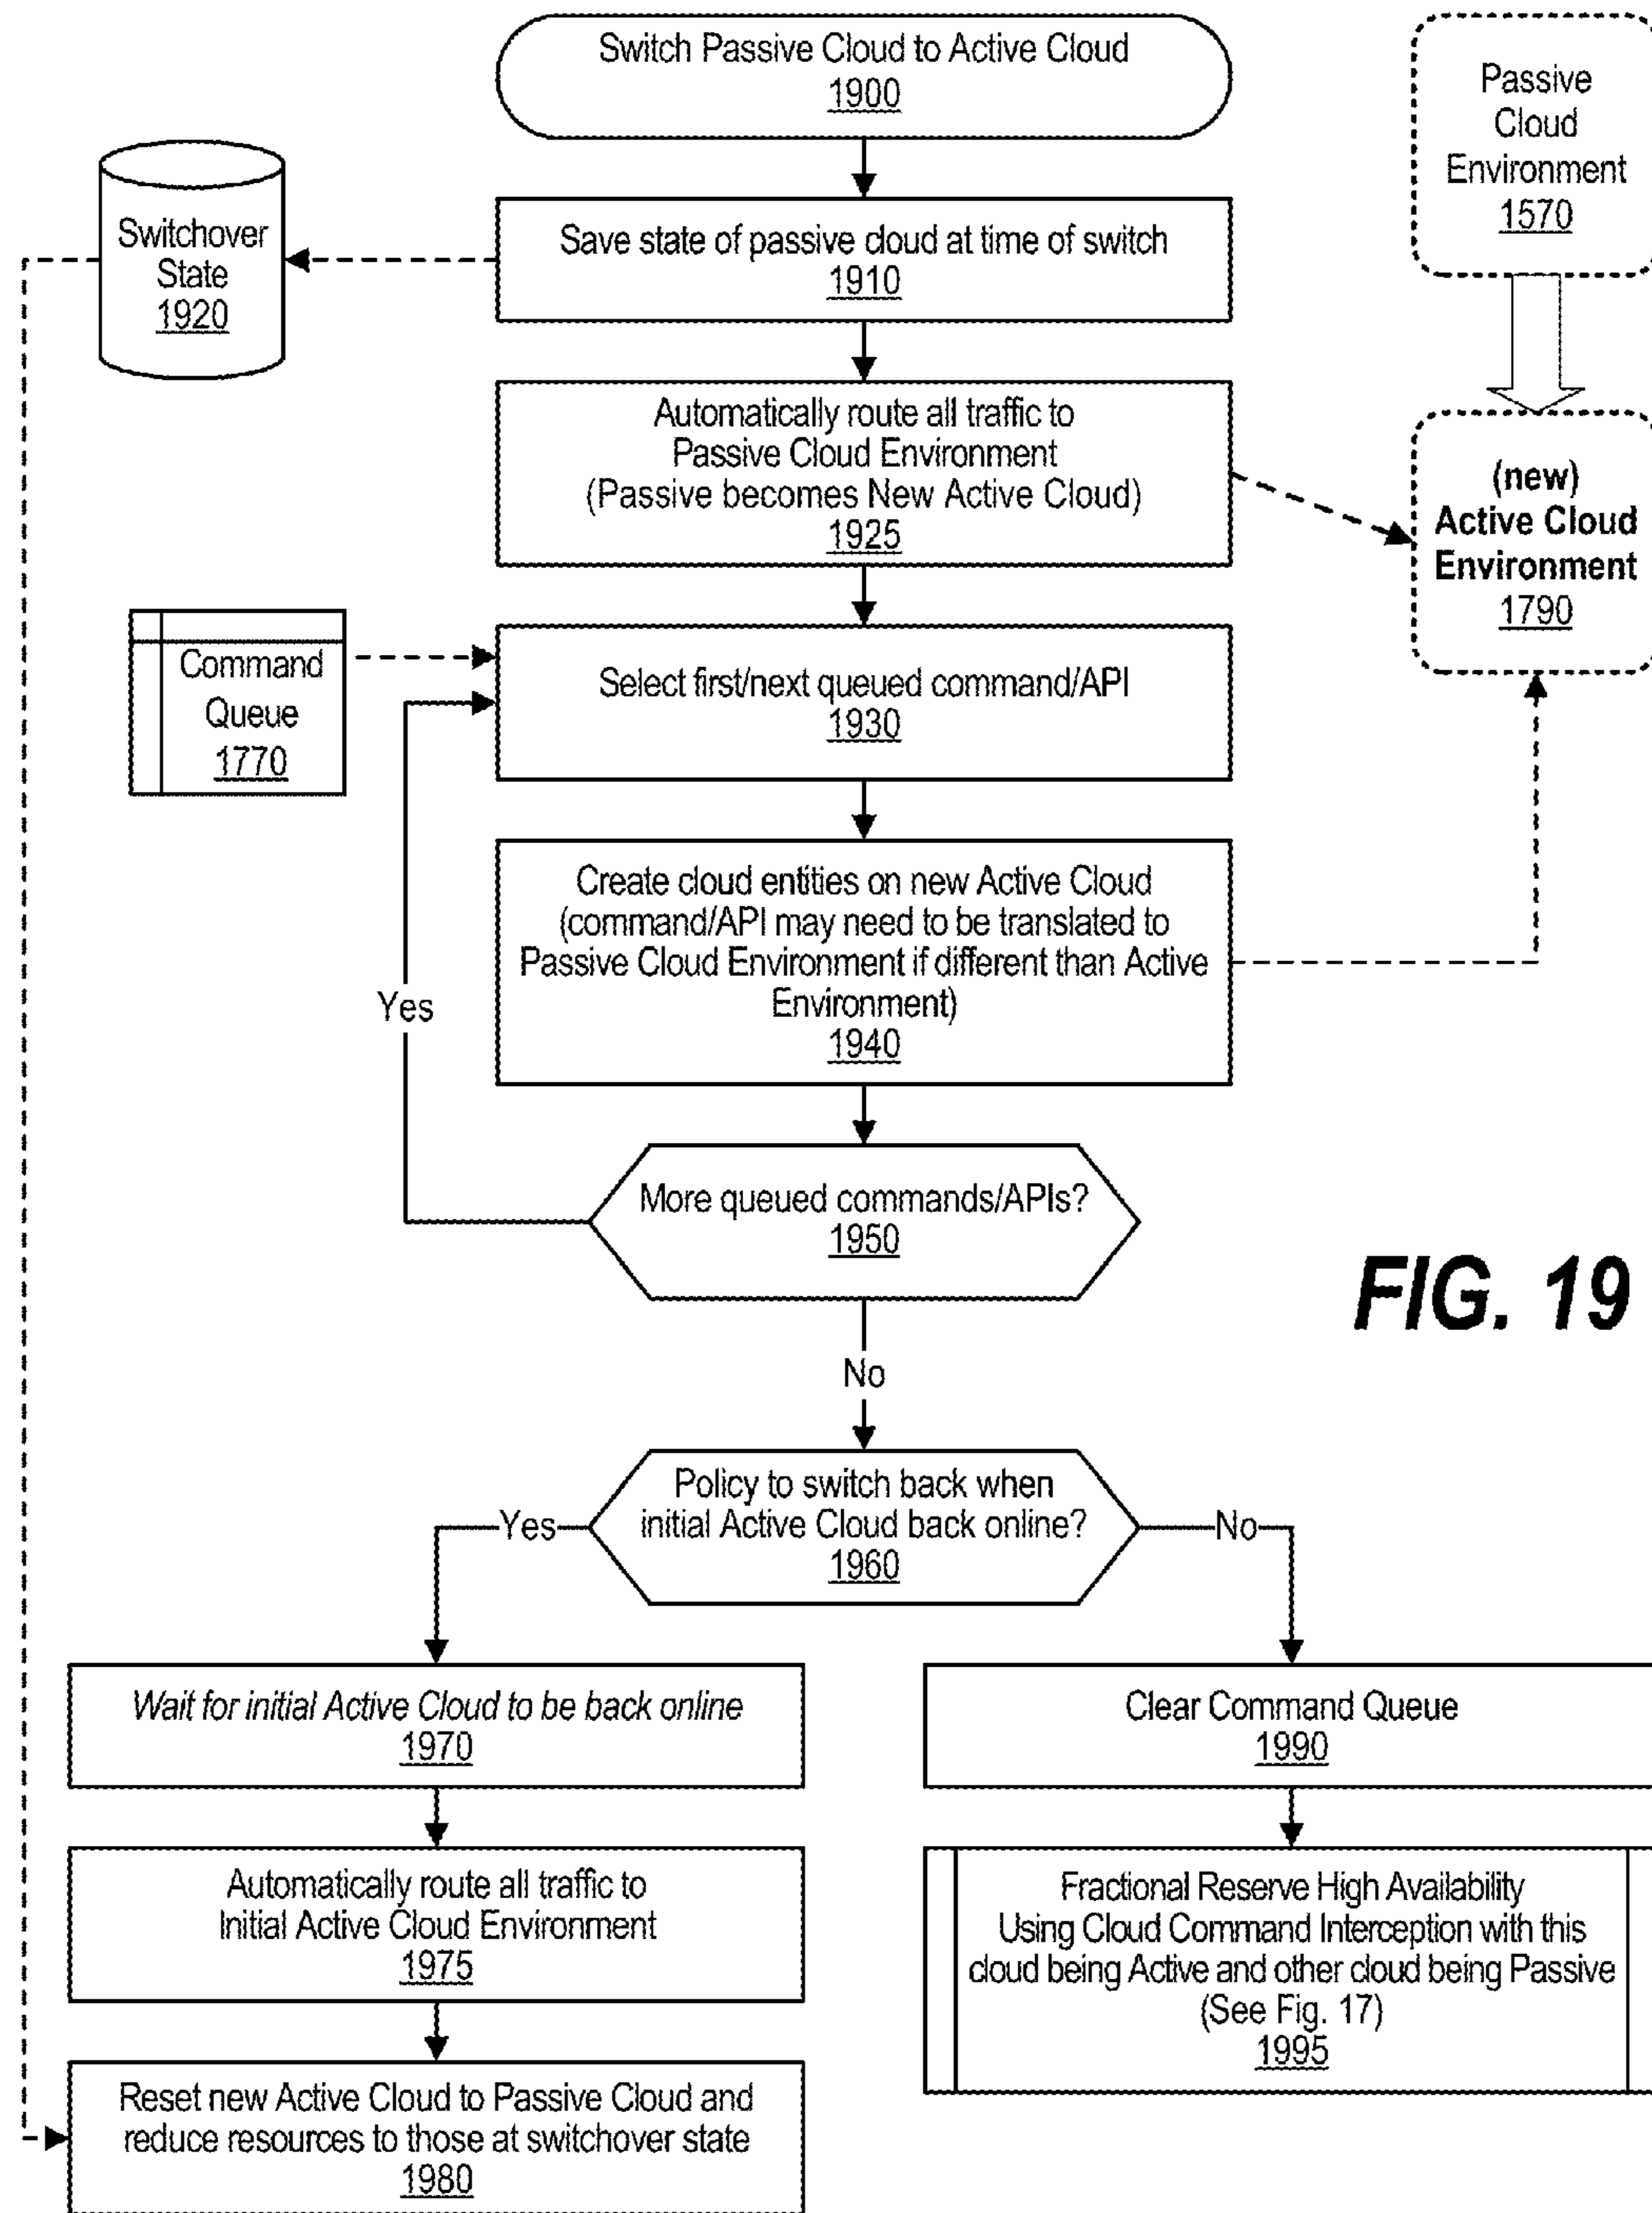 Switch Passive Cloud to Active Cloud
1900
Passive
Cloud
Environment
1570
Switchover
State
1920
Save state of passive cloud at time of switch
1910
Automatically route all traffic to
Passive Cloud Environment
(Passive becomes New Active Cloud)
1925
(new)
Active Cloud
Environment
1790
Command
Queue
1770
Select first/next queued command/API
1930
Create cloud entities on new Active Cloud
(command/API may need to be translated to
Passive Cloud Environment if different than Active
Environment)
1940
Yes
More queued commands/APIs?
1950
FIG. 19
No
Policy to switch back when
initial Active Cloud back online?
1960
Yes
No
Wait for initial Active Cloud to be back online
1970
Clear Command Queue
1990
Automatically route all traffic to
Initial Active Cloud Environment
1975
Fractional Reserve High Availability
Using Cloud Command Interception with this
cloud being Active and other cloud being Passive
(See Fig. 17)
1995
Reset new Active Cloud to Passive Cloud and
reduce resources to those at switchover state
1980